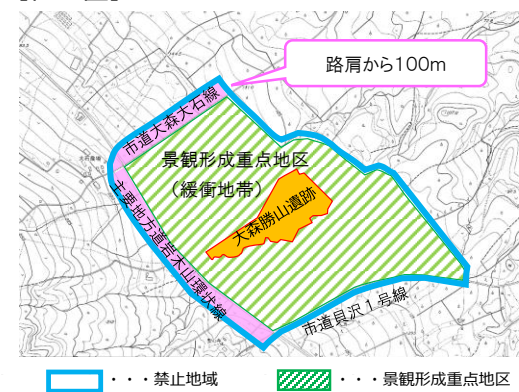 路肩から100m
市道大森大石線
景観形成重点地区
（緩衝地帯）
大森勝山遺跡
主要地方道岩木山環状線
市道貝沢１号線
・・・禁止地域
・・・景観形成重点地区